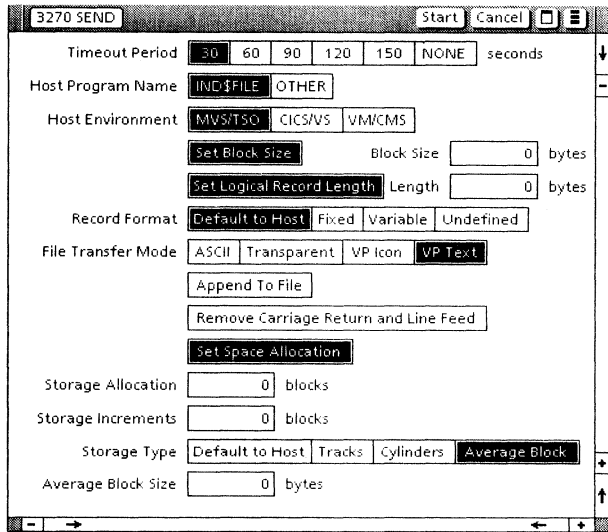 3270 SEND Start Cancel
Timeout Period 30 60 90 120 150 NONE seconds
Host Program Name IND$FILE OTHER
Host Environment MVS/TSO CICS/VS VM/CMS
Set Block Size Block Size 0 bytes
Set Logical Record Length Length 0 bytes
Record Format Default to Host Fixed Variable Undefined
File Transfer Mode ASCII Transparent VP Icon VP Text
Append To File
Remove Carriage Return and Line Feed
Set Space Allocation
Storage Allocation 0 blocks
Storage Increments 0 blocks
Storage Type Default to Host Tracks Cylinders Average Block
Average Block Size 0 bytes